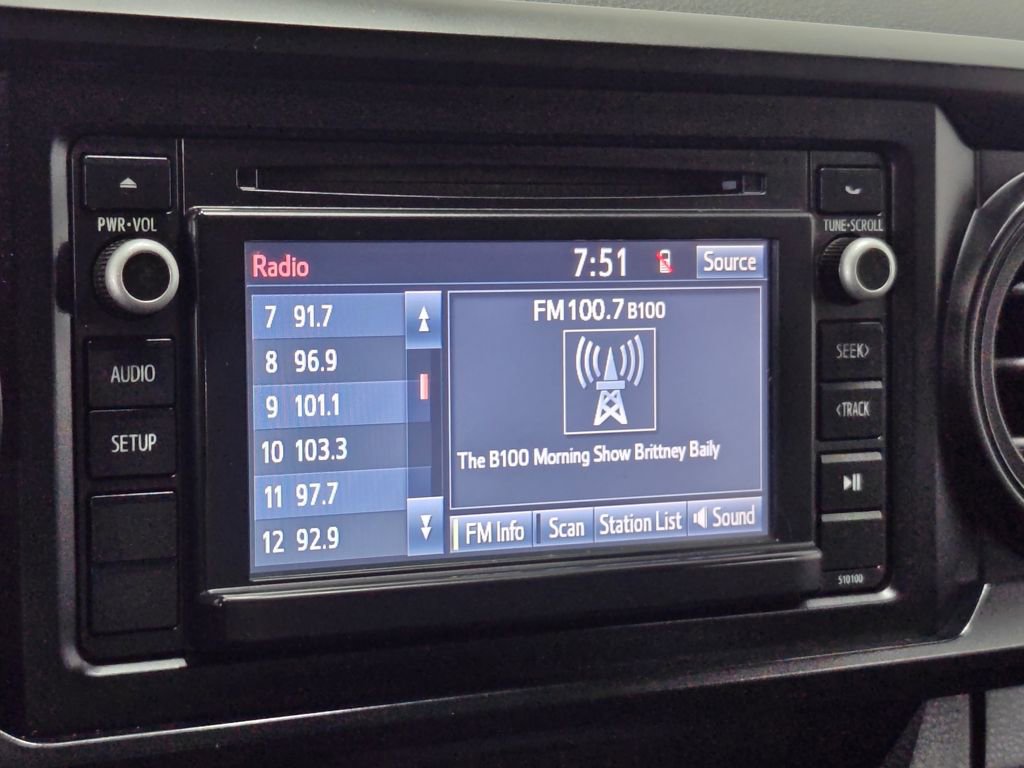 PWR•VOL
AUDIO
SETUP
Radio
7:51
Source
7 91.7
8 96.9
9 101.1
10 103.3
11 97.7
12 92.9
FM 100.7 B100
The B100 Morning Show Brittney Baily
FM Info
Scan
Station List
Sound
TUNE•SCROLL
SEEK>
<TRACK
510100